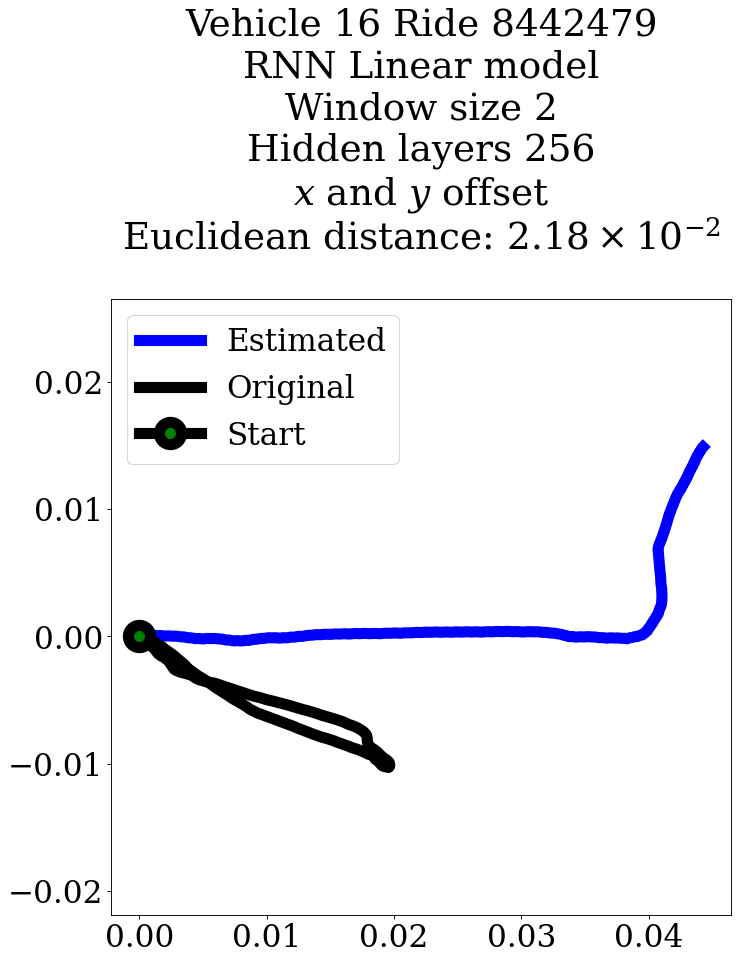 Vehicle 16 Ride 8442479
RNN Linear model
Window size 2
Hidden layers 256
x and y offset
Euclidean distance: 2.18 × 10⁻²
Estimated
Original
Start
0.02
0.01
0.00
−0.01
−0.02
0.00 0.01 0.02 0.03 0.04